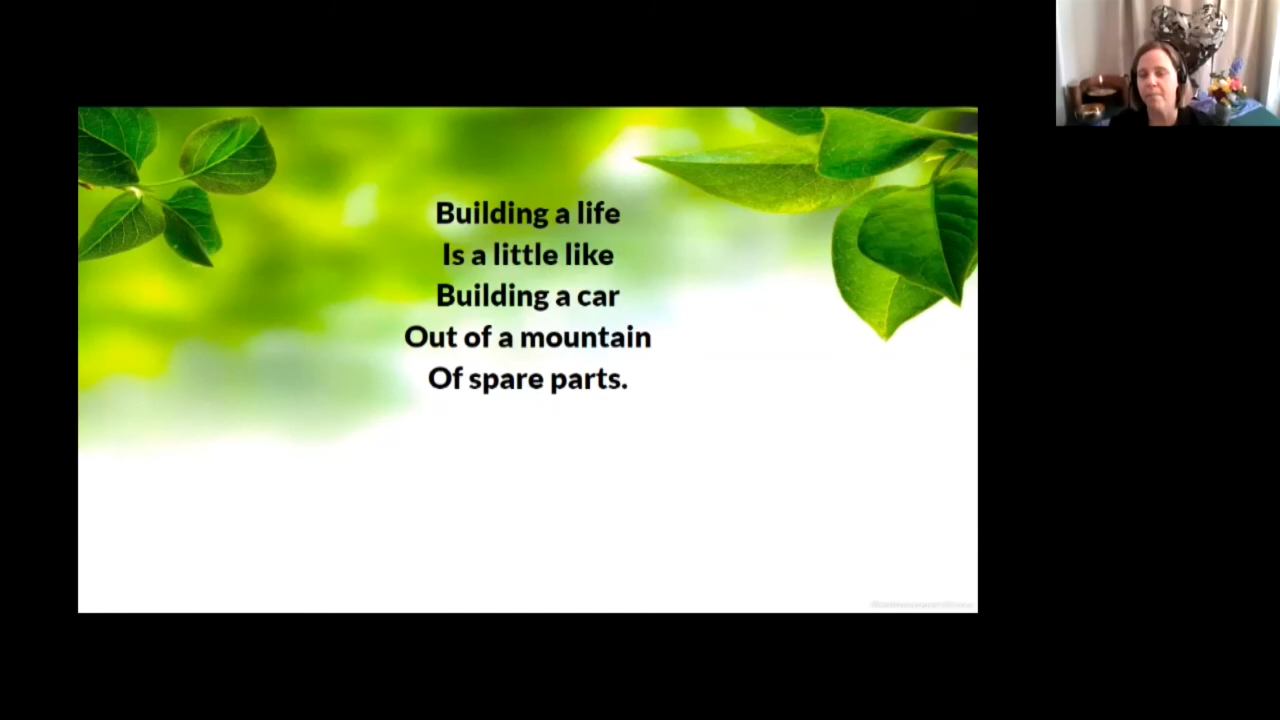 Building a life
Is a little like
Building a car
Out of a mountain
Of spare parts.